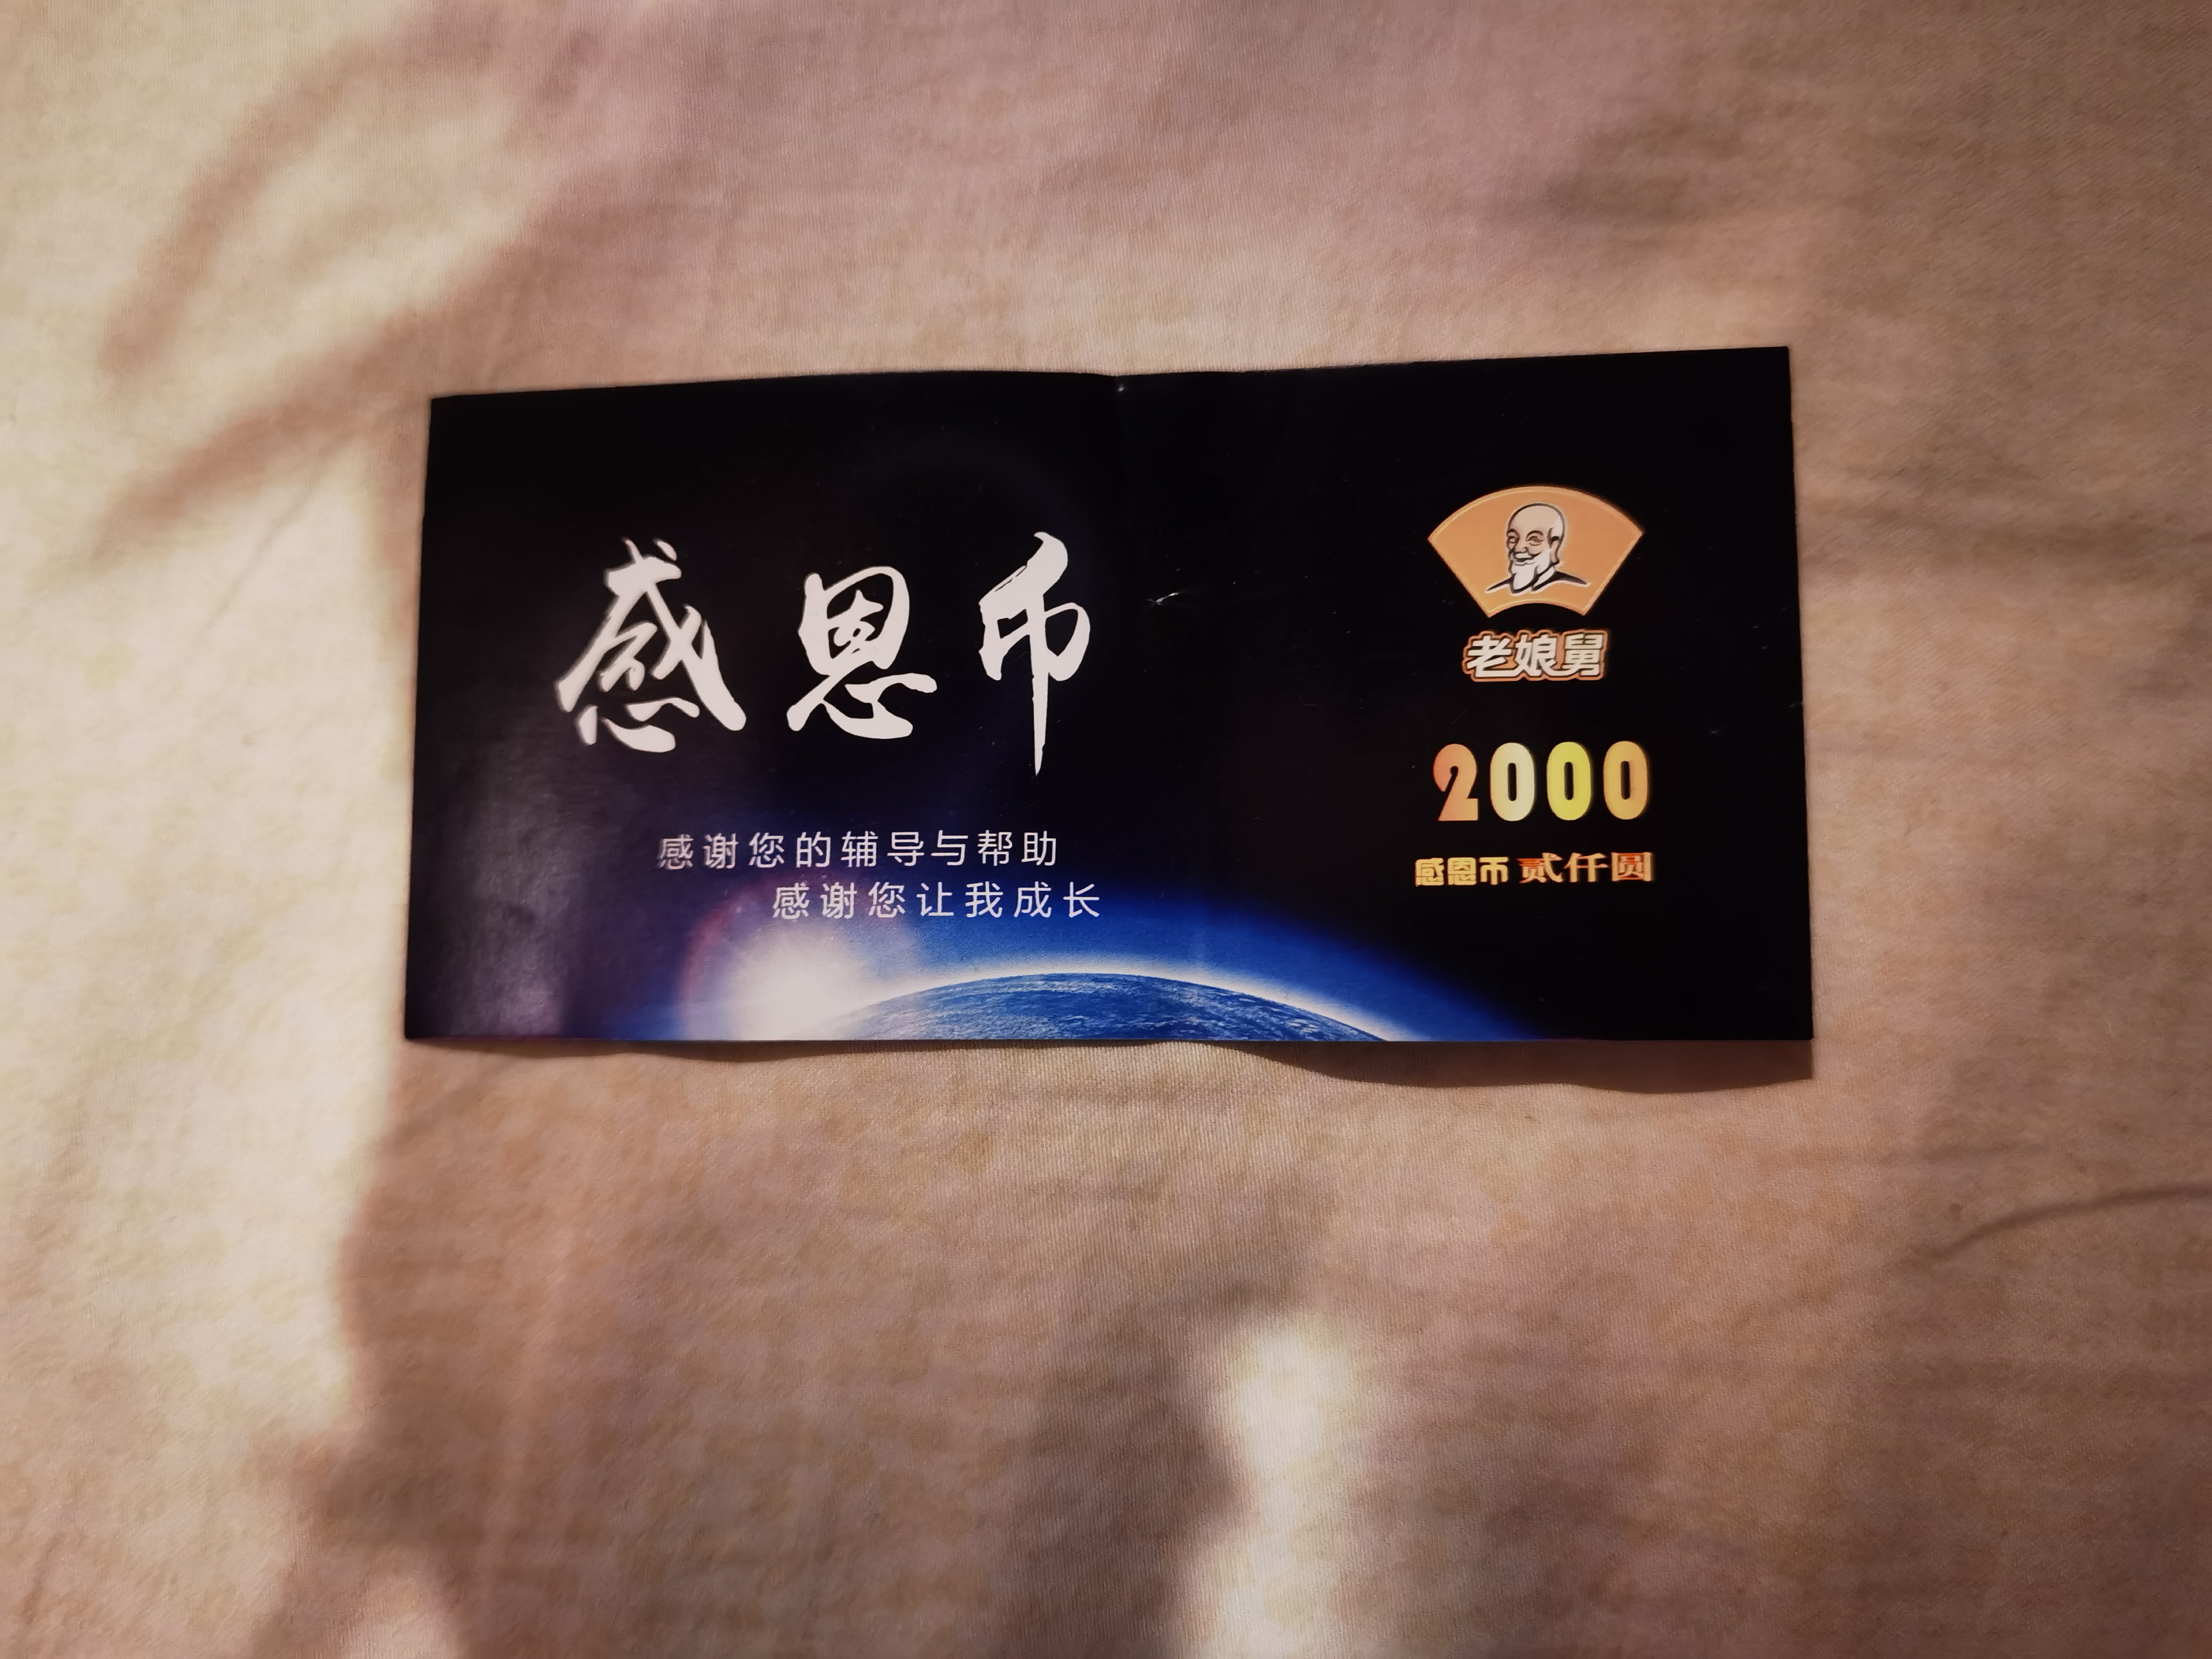 感恩币
感谢您的辅导与帮助
感谢您让我成长
老娘舅
2000
感恩币 贰仟圆